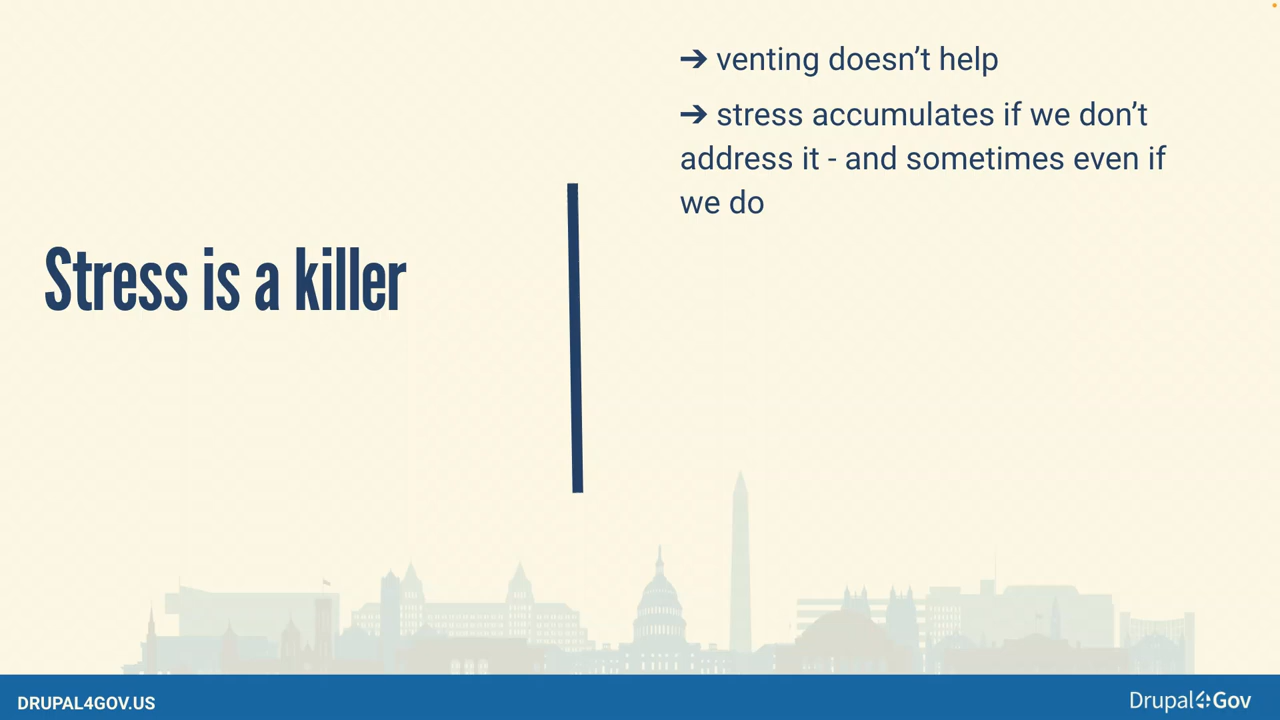 ➔ venting doesn’t help
➔ stress accumulates if we don’t
address it - and sometimes even if
we do
Stress is a killer
DRUPAL4GOV.US
Drupal4Gov